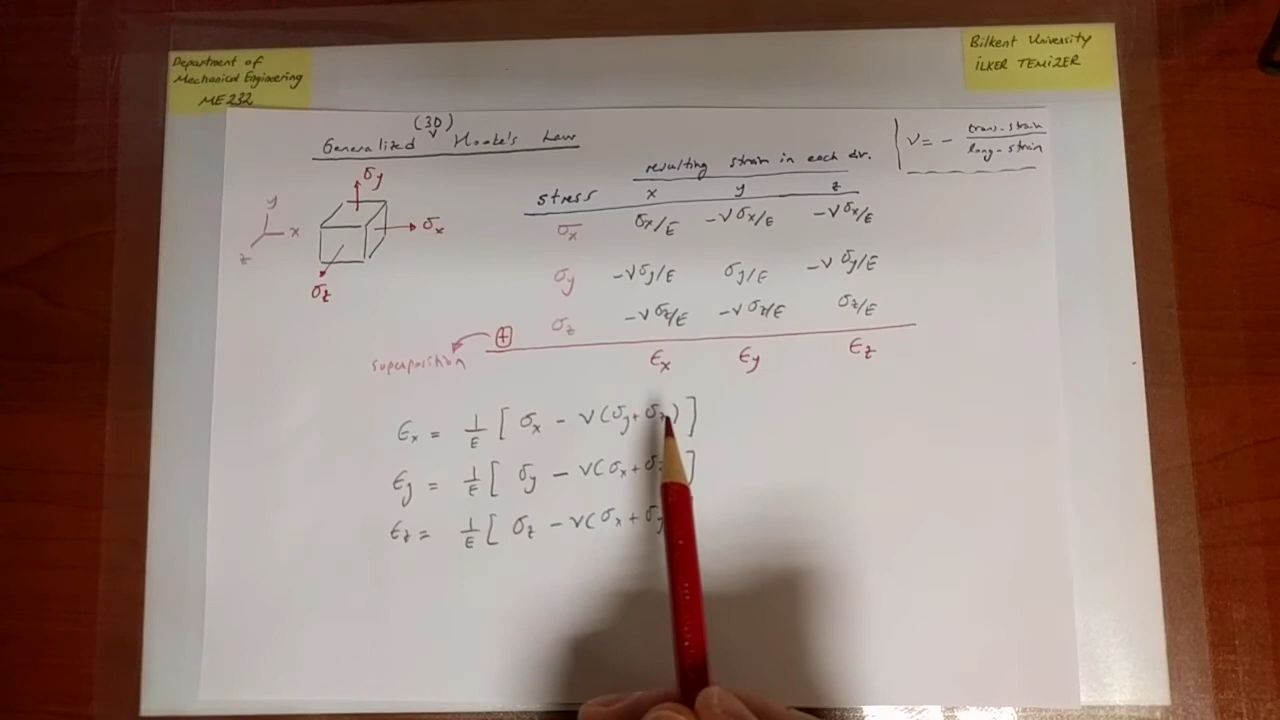 Department of
Mechanical Engineering
ME232
Bilkent University
İLKER TEMİZER
Generalized (3D) Hooke's Law
ν = - trans-strain / long-strain
resulting strain in each dir.
stress x y z
σx σx/E -νσx/E -νσx/E
σy -νσy/E σy/E -νσy/E
σz -νσz/E -νσz/E σz/E
+
superposition
εx εy εz
y
x
z
σy
σx
σz
εx = 1/E [ σx - ν(σy + σz) ]
εy = 1/E [ σy - ν(σx + σ ]
εz = 1/E [ σz - ν(σx + σy